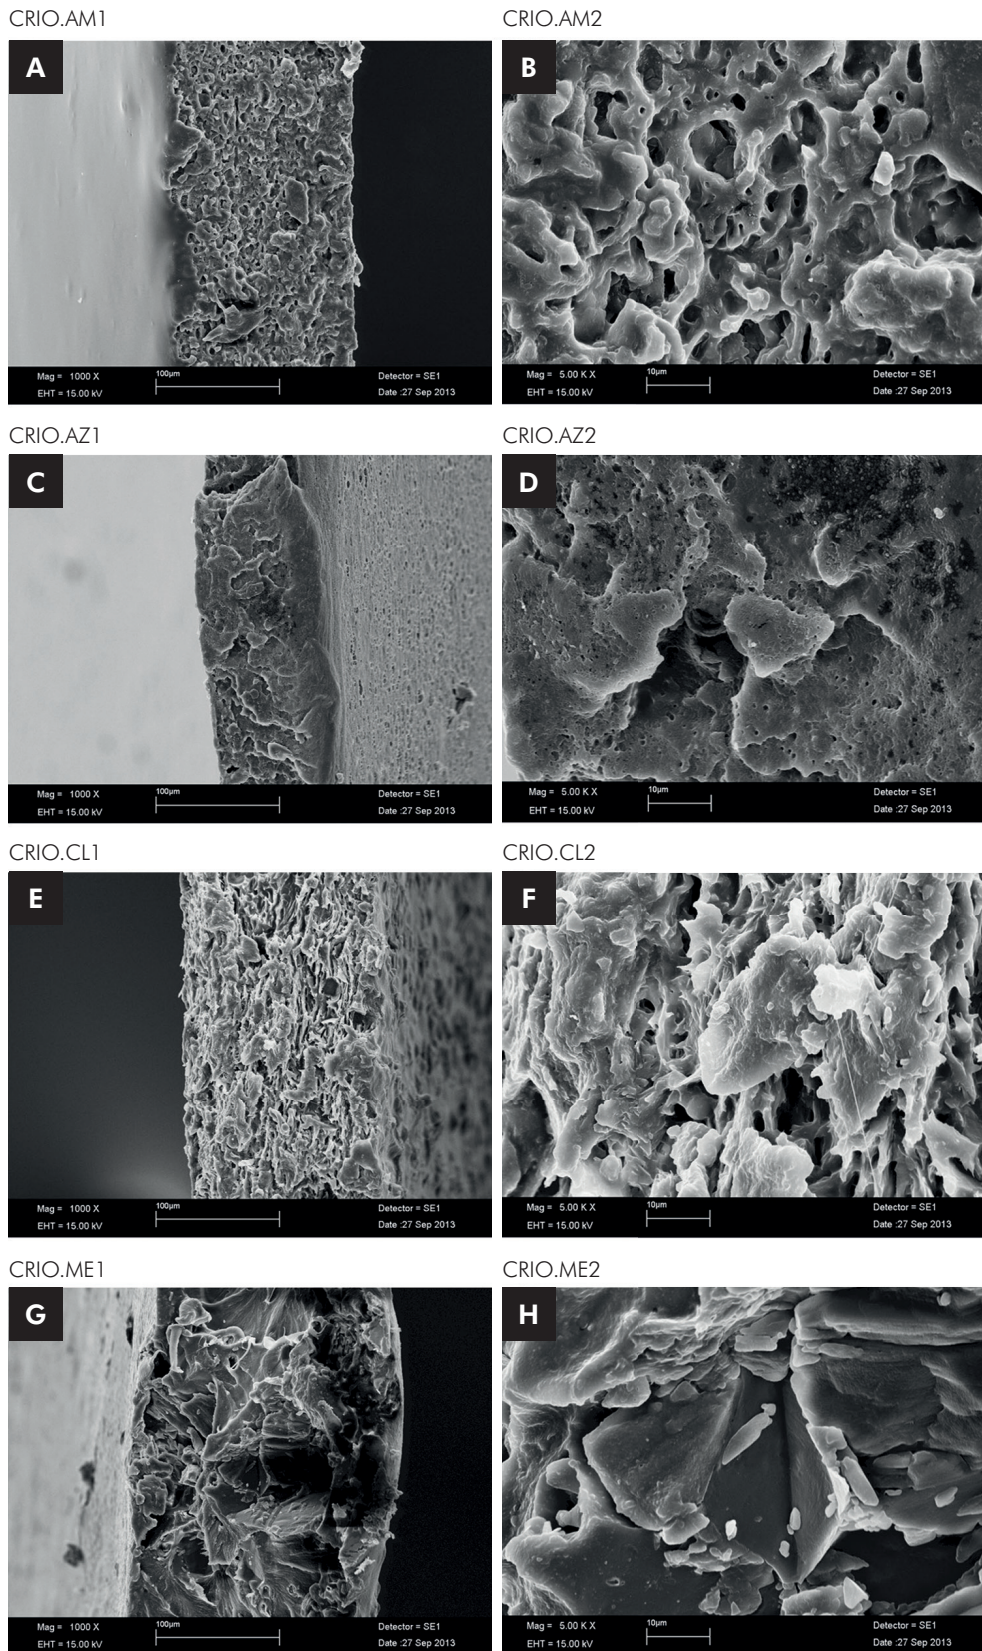 CRIO.AM1
CRIO.AM2
A
B
Mag = 1000 X
100µm
Detector = SE1
EHT = 15.00 kV
Date :27 Sep 2013
Mag = 5.00 K X
10µm
Detector = SE1
EHT = 15.00 kV
Date :27 Sep 2013
CRIO.AZ1
CRIO.AZ2
C
D
Mag = 1000 X
100µm
Detector = SE1
EHT = 15.00 kV
Date :27 Sep 2013
Mag = 5.00 K X
10µm
Detector = SE1
EHT = 15.00 kV
Date :27 Sep 2013
CRIO.CL1
CRIO.CL2
E
F
Mag = 1000 X
100µm
Detector = SE1
EHT = 15.00 kV
Date :27 Sep 2013
Mag = 5.00 K X
10µm
Detector = SE1
EHT = 15.00 kV
Date :27 Sep 2013
CRIO.ME1
CRIO.ME2
G
H
Mag = 1000 X
100µm
Detector = SE1
EHT = 15.00 kV
Date :27 Sep 2013
Mag = 5.00 K X
10µm
Detector = SE1
EHT = 15.00 kV
Date :27 Sep 2013